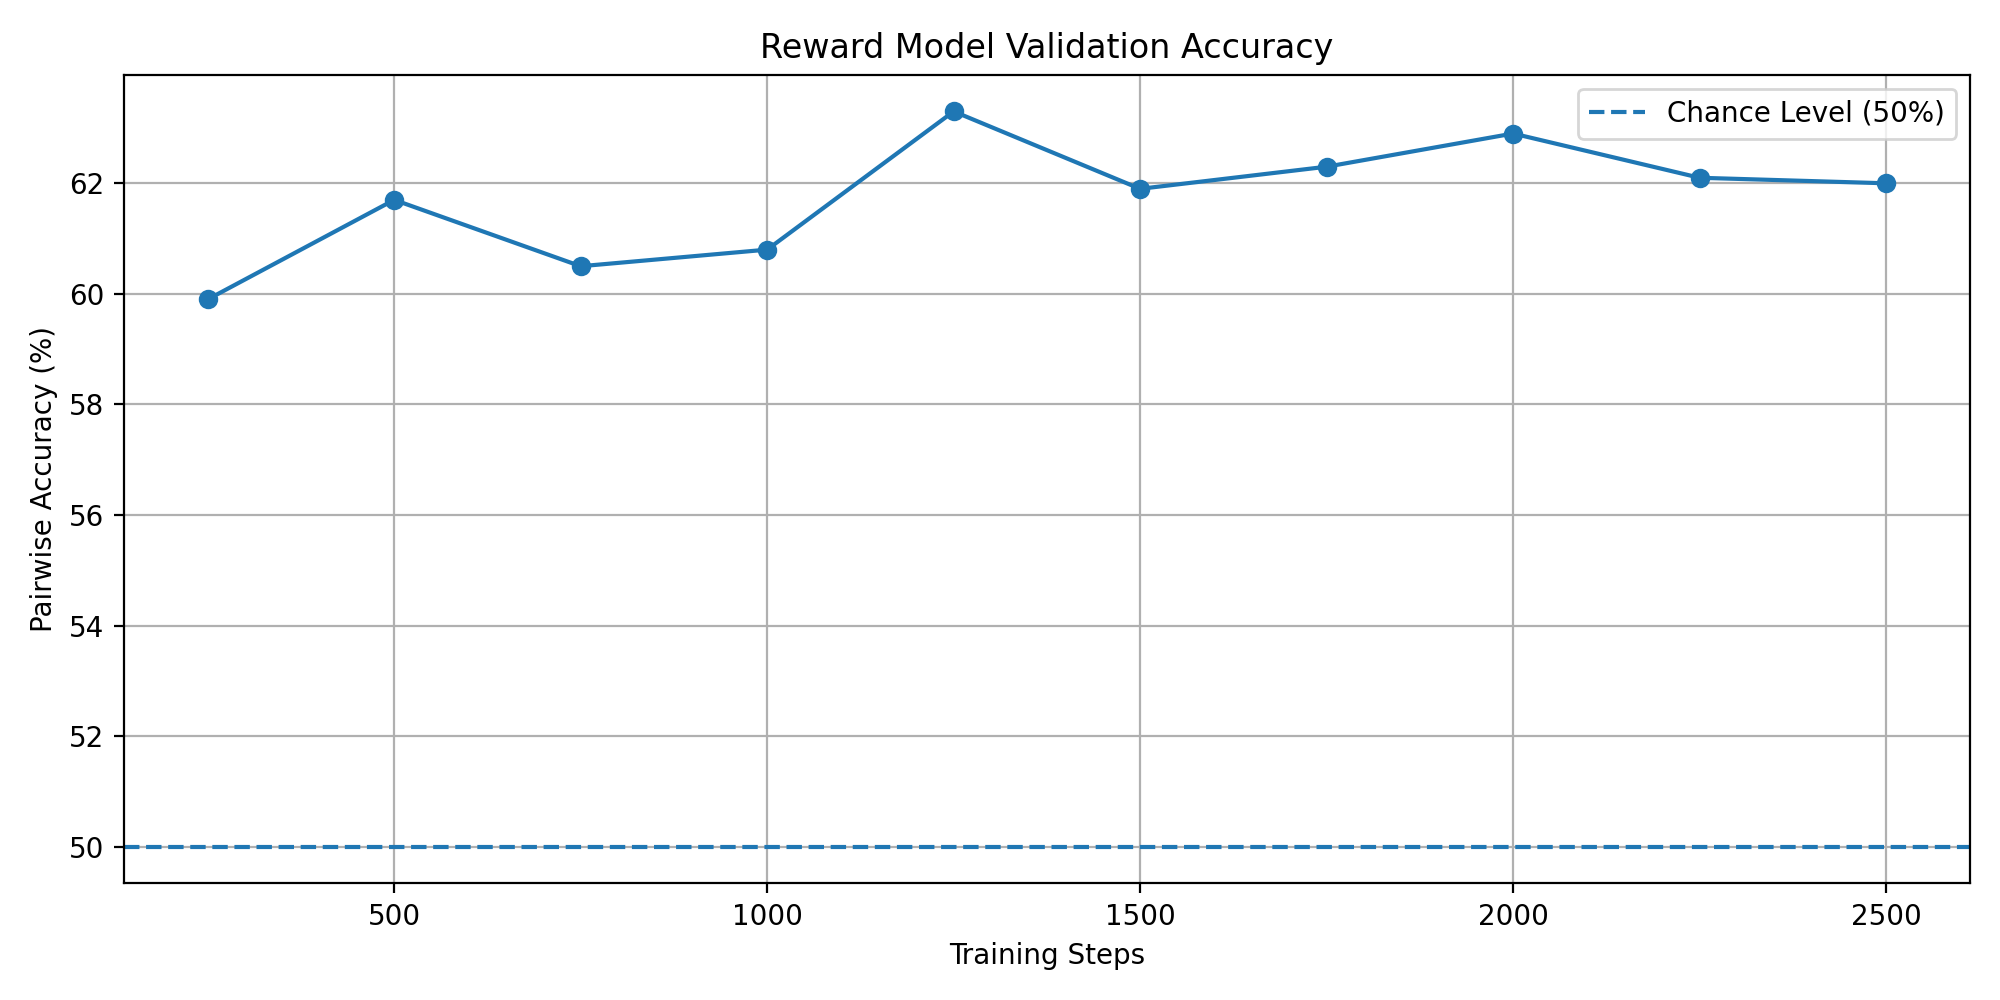 Reward Model Validation Accuracy
Chance Level (50%)
Pairwise Accuracy (%)
62
60
58
56
54
52
50
500 1000 1500 2000 2500
Training Steps